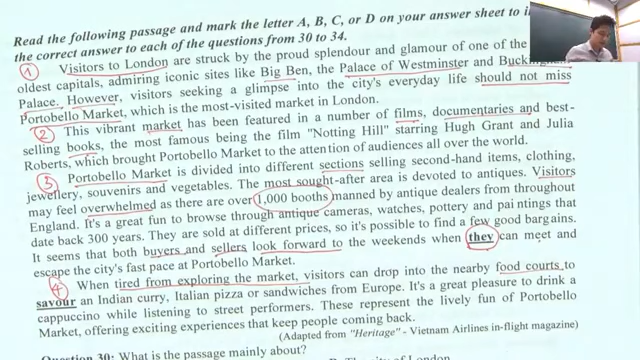 Read the following passage and mark the letter A, B, C, or D on your answer sheet to
the correct answer to each of the questions from 30 to 34.
1 Visitors to London are struck by the proud splendour and glamour of one of the
oldest capitals, admiring iconic sites like Big Ben, the Palace of Westminster and Buckingham
Palace. However, visitors seeking a glimpse into the city's everyday life should not miss
Portobello Market, which is the most-visited market in London.
2 This vibrant market has been featured in a number of films, documentaries and best-
selling books, the most famous being the film "Notting Hill" starring Hugh Grant and Julia
Roberts, which brought Portobello Market to the attention of audiences all over the world.
3 Portobello Market is divided into different sections selling second-hand items, clothing,
jewellery, souvenirs and vegetables. The most sought-after area is devoted to antiques. Visitors
may feel overwhelmed as there are over 1,000 booths manned by antique dealers from throughout
England. It's a great fun to browse through antique cameras, watches, pottery and paintings that
date back 300 years. They are sold at different prices, so it's possible to find a few good bargains.
It seems that both buyers and sellers look forward to the weekends when they can meet and
escape the city's fast pace at Portobello Market.
4 When tired from exploring the market, visitors can drop into the nearby food courts to
savour an Indian curry, Italian pizza or sandwiches from Europe. It's a great pleasure to drink a
cappuccino while listening to street performers. These represent the lively fun of Portobello
Market, offering exciting experiences that keep people coming back.
(Adapted from "Heritage" - Vietnam Airlines in-flight magazine)
Question 30: What is the passage mainly about?